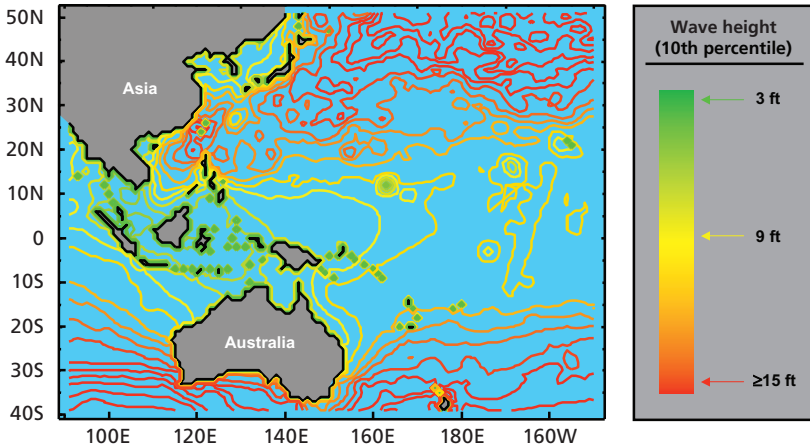 50N
40N
30N
20N
10N
0
10S
20S
30S
40S
Asia
Australia
100E
120E
140E
160E
180E
160W
Wave height
(10th percentile)
3 ft
9 ft
≥15 ft